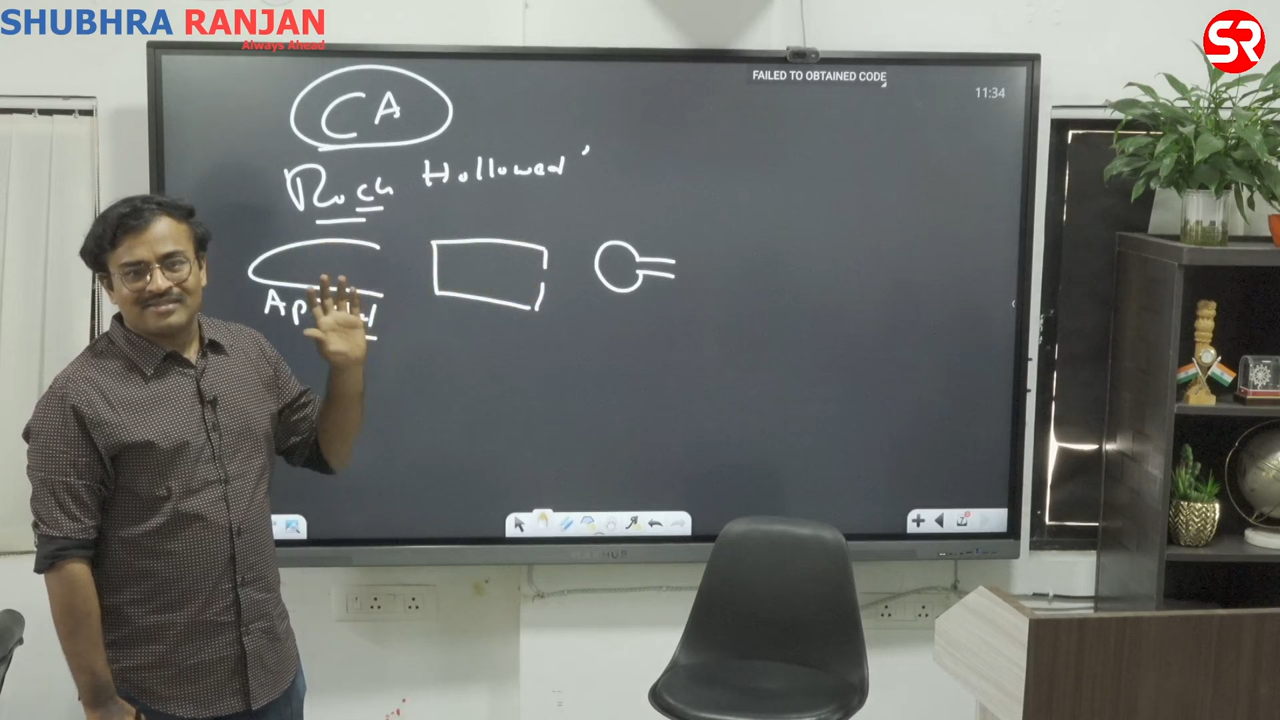 SHUBHRA RANJAN
Always Ahead
SR
FAILED TO OBTAINED CODE
11:34
CA
Rock Hollowed